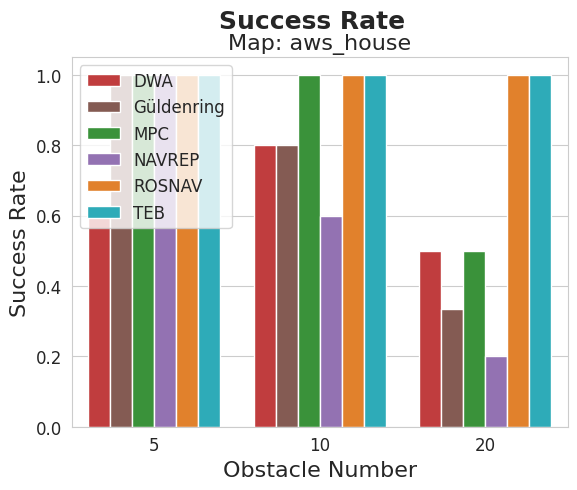 Success Rate
Map: aws_house
Success Rate
1.0
0.8
0.6
0.4
0.2
0.0
DWA
Güldenring
MPC
NAVREP
ROSNAV
TEB
5
10
20
Obstacle Number